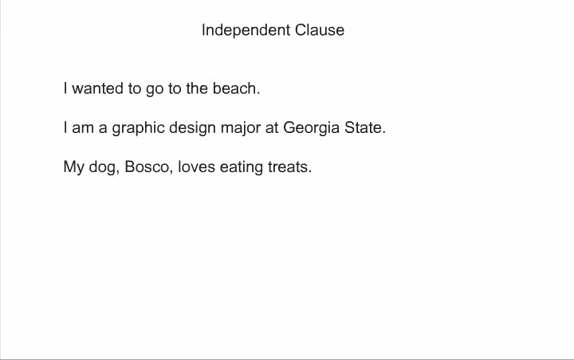 Independent Clause
I wanted to go to the beach.
I am a graphic design major at Georgia State.
My dog, Bosco, loves eating treats.